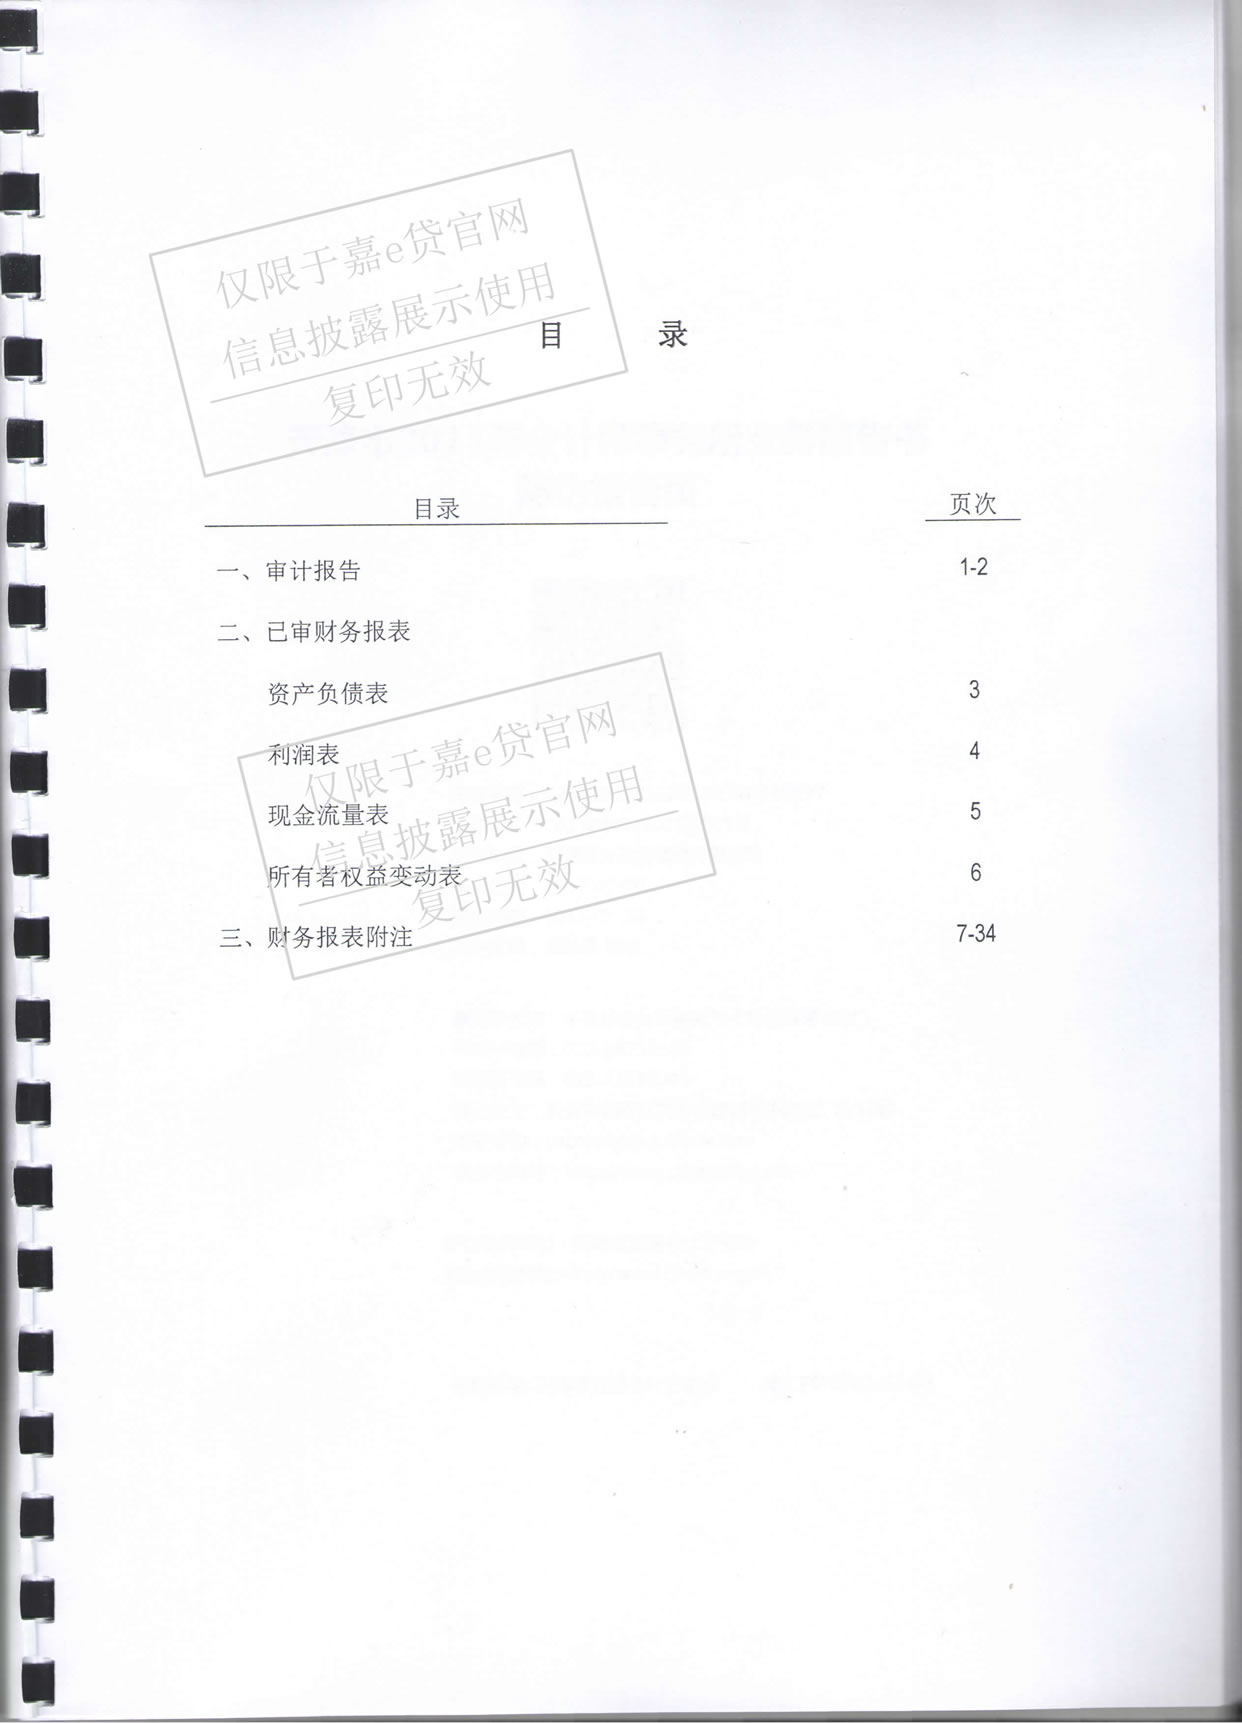 仅限于嘉e贷官网
信息披露展示使用
复印无效
目 录
目录 页次
一、审计报告 1-2
二、已审财务报表
资产负债表 3
利润表 4
现金流量表 5
所有者权益变动表 6
三、财务报表附注 7-34
仅限于嘉e贷官网
信息披露展示使用
复印无效